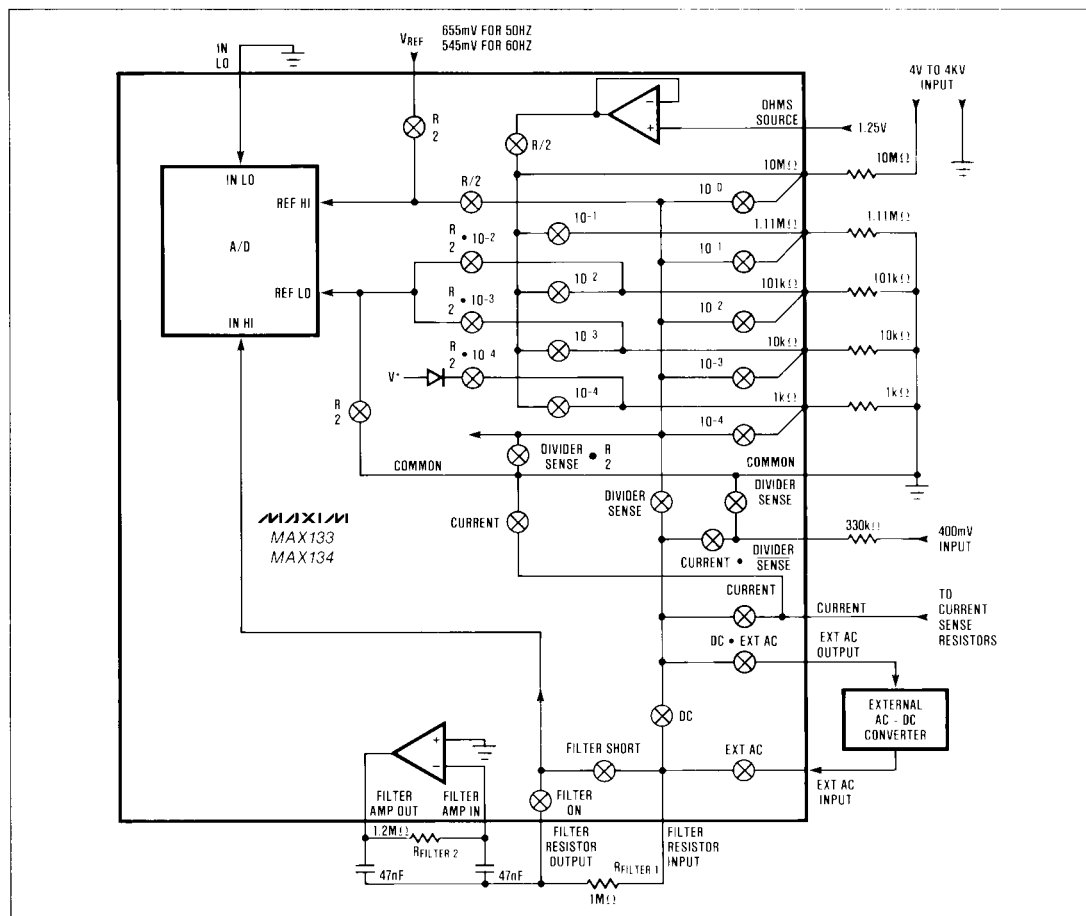 IN
LO
VREF
655mV FOR 50HZ
545mV FOR 60HZ
4V TO 4KV
INPUT
OHMS
SOURCE
1.25V
R
2
R/2
-
+
10MΩ
10MΩ
IN LO
REF HI
R/2
10 0
A/D
10-1
1.11MΩ
1.11MΩ
R
2 • 10-2
10 1
REF LO
10 2
101kΩ
101kΩ
R
2 • 10-3
10 2
IN HI
10 3
10kΩ
10kΩ
R
2 • 10 4
V+
10-3
10-4
1kΩ
1kΩ
R
2
10-4
DIVIDER
SENSE • R
2
COMMON
COMMON
DIVIDER
SENSE
DIVIDER
SENSE
MAXIM
MAX133
MAX134
CURRENT
330kΩ
400mV
INPUT
CURRENT • DIVIDER
SENSE
CURRENT
CURRENT
TO
CURRENT
SENSE
RESISTORS
DC • EXT AC
EXT AC
OUTPUT
EXTERNAL
AC - DC
CONVERTER
DC
+
-
FILTER SHORT
EXT AC
EXT AC
INPUT
FILTER
AMP OUT
FILTER
AMP IN
FILTER
ON
1.2MΩ
RFILTER 2
FILTER
RESISTOR
OUTPUT
FILTER
RESISTOR
INPUT
47nF
47nF
RFILTER 1
1MΩ